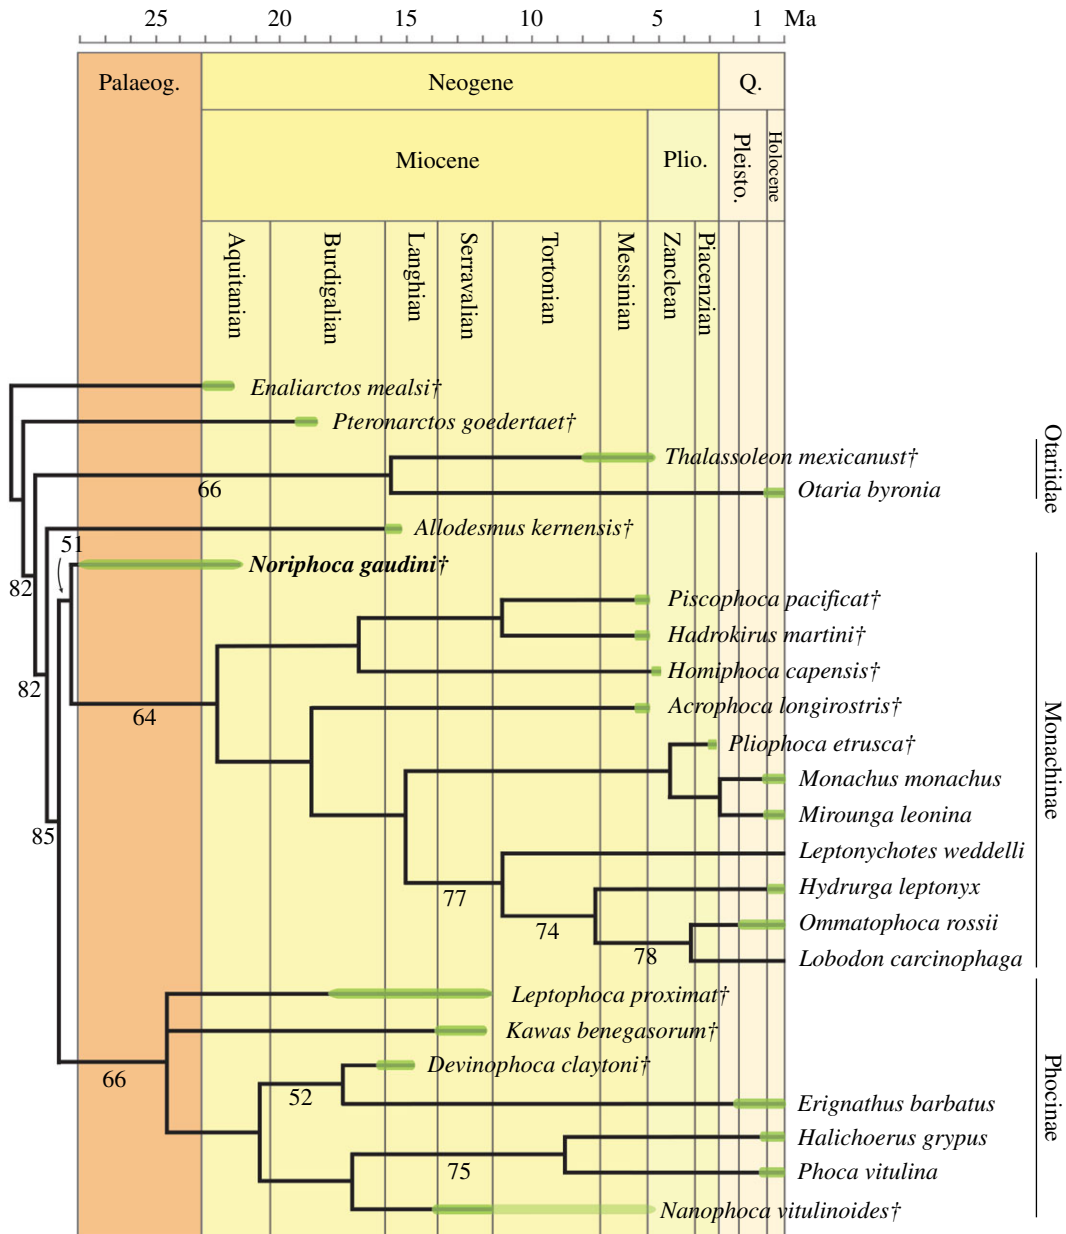 25 20 15 10 5 1 Ma
Palaeog. Neogene Q.
Miocene Plio. Pleisto. Holocene
Aquitanian Burdigalian Langhian Serravalian Tortonian Messinian Zanclean Piacenzian
Enaliarctos mealsi†
Pteronarctos goedertaet†
Thalassoleon mexicanust†
66
Otaria byronia
Otariidae
Allodesmus kernensis†
51
Noriphoca gaudini†
82
Piscophoca pacificat†
Hadrokirus martini†
Homiphoca capensis†
82
Acrophoca longirostris†
64
Pliophoca etrusca†
Monachus monachus
Mirounga leonina
Monachinae
85
Leptonychotes weddelli
77
Hydrurga leptonyx
74
Ommatophoca rossii
78
Lobodon carcinophaga
Leptophoca proximat†
Kawas benegasorum†
66
Devinophoca claytoni†
52
Erignathus barbatus
Phocinae
Halichoerus grypus
75
Phoca vitulina
Nanophoca vitulinoides†